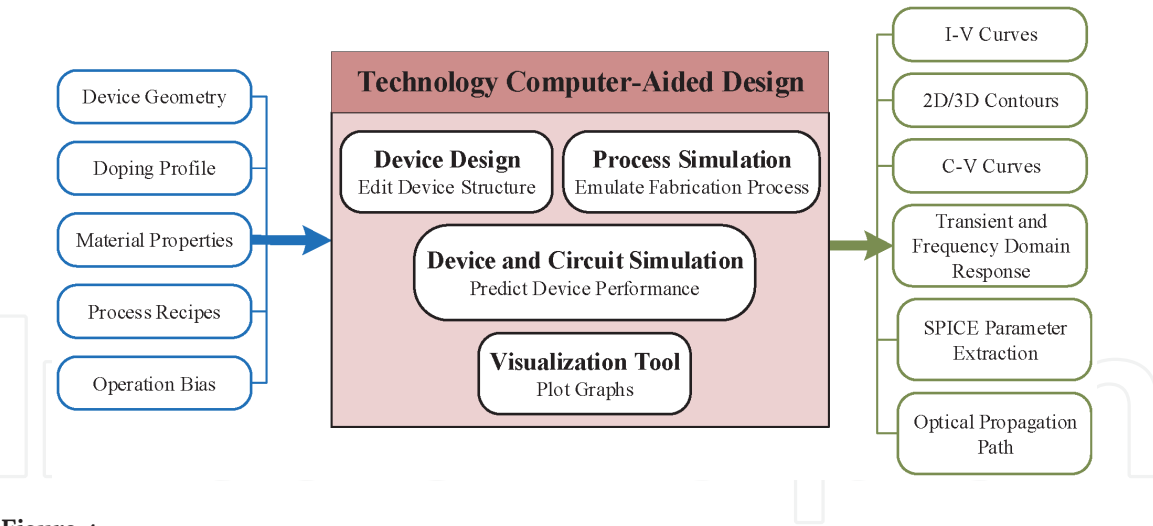 Device Geometry
Doping Profile
Material Properties
Process Recipes
Operation Bias
Technology Computer-Aided Design
Device Design
Edit Device Structure
Process Simulation
Emulate Fabrication Process
Device and Circuit Simulation
Predict Device Performance
Visualization Tool
Plot Graphs
I-V Curves
2D/3D Contours
C-V Curves
Transient and
Frequency Domain
Response
SPICE Parameter
Extraction
Optical Propagation
Path